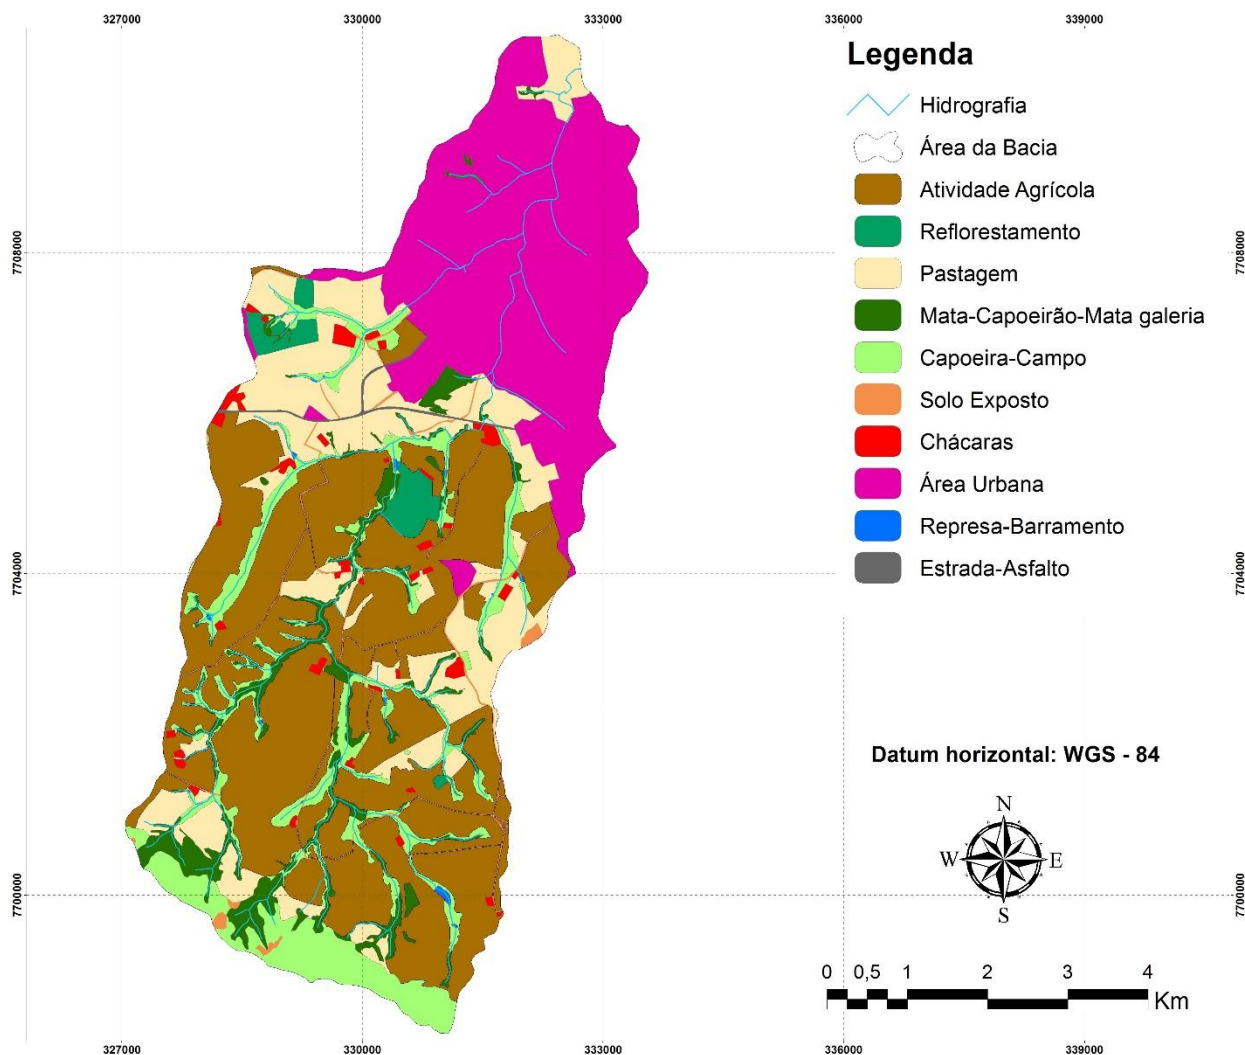 327000 330000 333000 336000 339000
Legenda
Hidrografia
Área da Bacia
Atividade Agrícola
Reflorestamento
7708000 7708000
Pastagem
Mata-Capoeirão-Mata galeria
Capoeira-Campo
Solo Exposto
Chácaras
Área Urbana
Represa-Barramento
Estrada-Asfalto
7704000 7704000
Datum horizontal: WGS - 84
N
W E
S
7700000 7700000
0 0,5 1 2 3 4
Km
327000 330000 333000 336000 339000